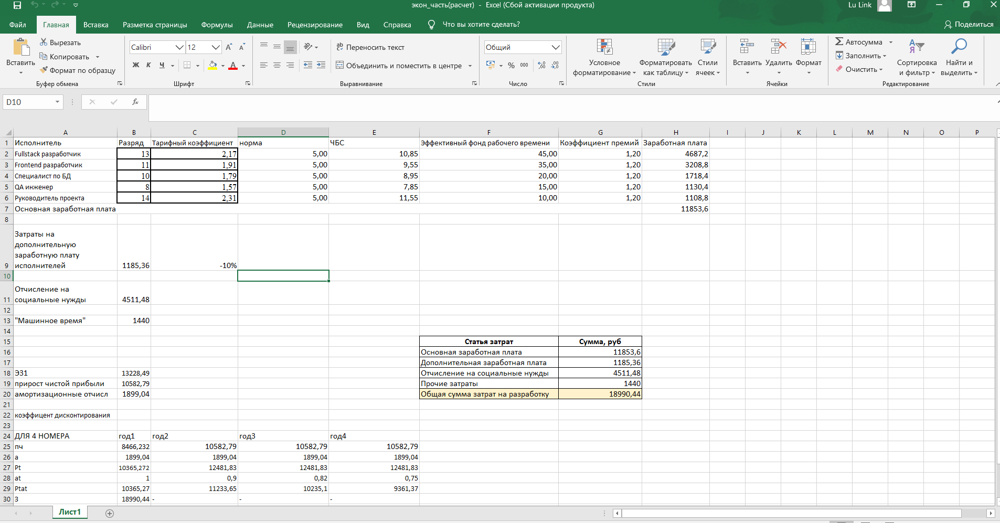 экон_часть(расчет) - Excel (Сбой активации продукта)
Lu Link
Файл Главная Вставка Разметка страницы Формулы Данные Рецензирование Вид Справка Что вы хотите сделать? Поделиться
Вставить
Вырезать
Копировать
Формат по образцу
Буфер обмена
Calibri 12
Ж К Ч
Шрифт
Переносить текст
Объединить и поместить в центре
Выравнивание
Общий
% 000
Число
Условное форматирование
Форматировать как таблицу
Стили ячеек
Стили
Вставить Удалить Формат
Ячейки
Автосумма
Заполнить
Очистить
Сортировка и фильтр
Найти и выделить
Редактирование
D10 fx
A B C D E F G H I J K L M N O P
1 Исполнитель Разряд Тарифный коэффициент норма ЧБС Эффективный фонд рабочего времени Коэффициент премий Заработная плата
2 Fullstack разработчик 13 2,17 5,00 10,85 45,00 1,20 4687,2
3 Frontend разработчик 11 1,91 5,00 9,55 35,00 1,20 3208,8
4 Специалист по БД 10 1,79 5,00 8,95 20,00 1,20 1718,4
5 QA инженер 8 1,57 5,00 7,85 15,00 1,20 1130,4
6 Руководитель проекта 14 2,31 5,00 11,55 10,00 1,20 1108,8
7 Основная заработная плата 11853,6
8
Затраты на
дополнительную
заработную плату
9 исполнителей 1185,36 -10%
10
Отчисление на
11 социальные нужды 4511,48
12
13 "Машинное время" 1440
14
15 Статья затрат Сумма, руб
16 Основная заработная плата 11853,6
17 Дополнительная заработная плата 1185,36
18 ЭЗ1 13228,49 Отчисление на социальные нужды 4511,48
19 прирост чистой прибыли 10582,79 Прочие затраты 1440
20 амортизационные отчисл 1899,04 Общая сумма затрат на разработку 18990,44
21
22 коэффицент дисконтирования
23
24 ДЛЯ 4 НОМЕРА год1 год2 год3 год4
25 пч 8466,232 10582,79 10582,79 10582,79
26 а 1899,04 1899,04 1899,04 1899,04
27 Pt 10365,272 12481,83 12481,83 12481,83
28 at 1 0,9 0,82 0,75
29 Ptat 10365,27 11233,65 10235,1 9361,37
30 З 18990,44 - - -
Лист1